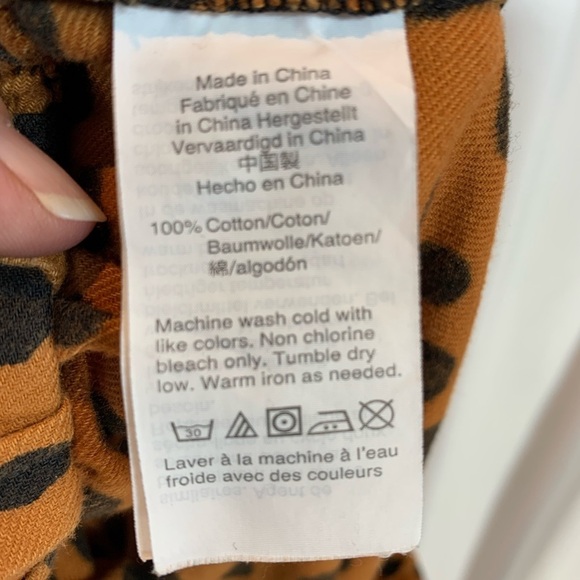 Made in China
Fabriqué en Chine
in China Hergestellt
Vervaardigd in China
中国製
Hecho en China
100% Cotton/Coton/
Baumwolle/Katoen/
綿/algodón
Machine wash cold with
like colors. Non chlorine
bleach only. Tumble dry
low. Warm iron as needed.
30
Laver à la machine à l'eau
froide avec des couleurs